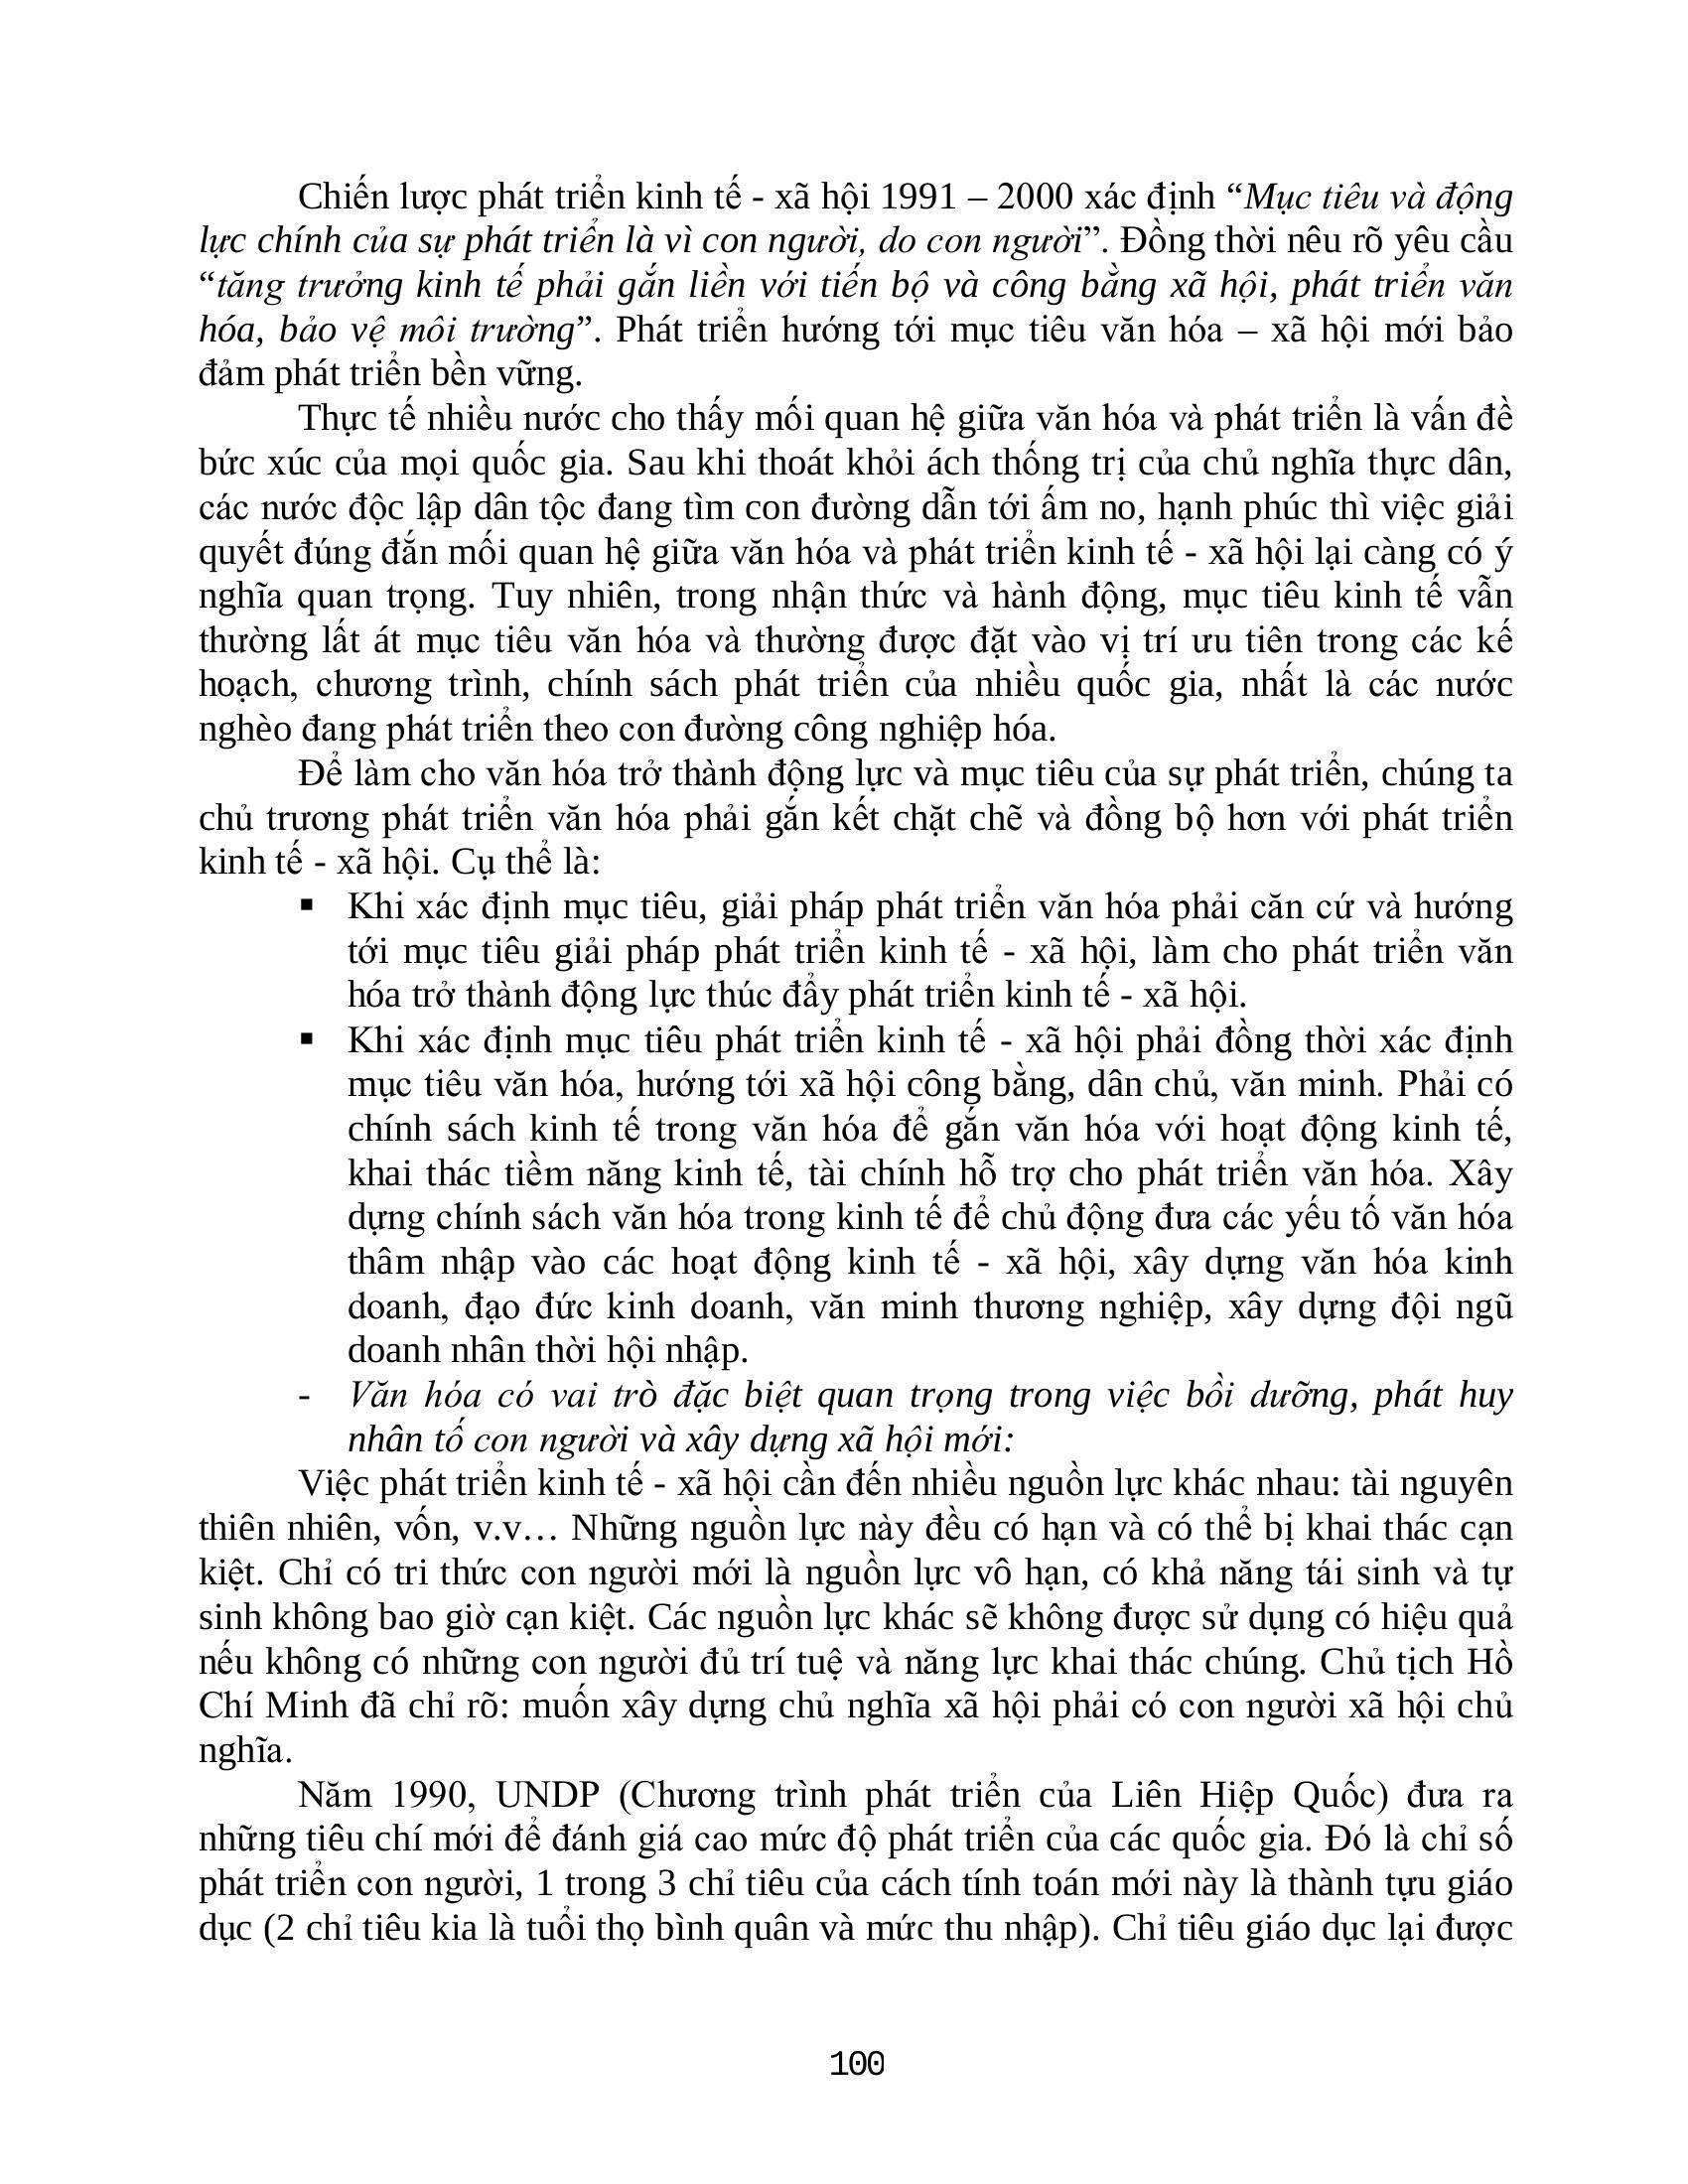 Chiến lược phát triển kinh tế - xã hội 1991 – 2000 xác định “Mục tiêu và động
lực chính của sự phát triển là vì con người, do con người”. Đồng thời nêu rõ yêu cầu
“tăng trưởng kinh tế phải gắn liền với tiến bộ và công bằng xã hội, phát triển văn
hóa, bảo vệ môi trường”. Phát triển hướng tới mục tiêu văn hóa – xã hội mới bảo
đảm phát triển bền vững.
Thực tế nhiều nước cho thấy mối quan hệ giữa văn hóa và phát triển là vấn đề
bức xúc của mọi quốc gia. Sau khi thoát khỏi ách thống trị của chủ nghĩa thực dân,
các nước độc lập dân tộc đang tìm con đường dẫn tới ấm no, hạnh phúc thì việc giải
quyết đúng đắn mối quan hệ giữa văn hóa và phát triển kinh tế - xã hội lại càng có ý
nghĩa quan trọng. Tuy nhiên, trong nhận thức và hành động, mục tiêu kinh tế vẫn
thường lất át mục tiêu văn hóa và thường được đặt vào vị trí ưu tiên trong các kế
hoạch, chương trình, chính sách phát triển của nhiều quốc gia, nhất là các nước
nghèo đang phát triển theo con đường công nghiệp hóa.
Để làm cho văn hóa trở thành động lực và mục tiêu của sự phát triển, chúng ta
chủ trương phát triển văn hóa phải gắn kết chặt chẽ và đồng bộ hơn với phát triển
kinh tế - xã hội. Cụ thể là:
▪ Khi xác định mục tiêu, giải pháp phát triển văn hóa phải căn cứ và hướng
tới mục tiêu giải pháp phát triển kinh tế - xã hội, làm cho phát triển văn
hóa trở thành động lực thúc đẩy phát triển kinh tế - xã hội.
▪ Khi xác định mục tiêu phát triển kinh tế - xã hội phải đồng thời xác định
mục tiêu văn hóa, hướng tới xã hội công bằng, dân chủ, văn minh. Phải có
chính sách kinh tế trong văn hóa để gắn văn hóa với hoạt động kinh tế,
khai thác tiềm năng kinh tế, tài chính hỗ trợ cho phát triển văn hóa. Xây
dựng chính sách văn hóa trong kinh tế để chủ động đưa các yếu tố văn hóa
thâm nhập vào các hoạt động kinh tế - xã hội, xây dựng văn hóa kinh
doanh, đạo đức kinh doanh, văn minh thương nghiệp, xây dựng đội ngũ
doanh nhân thời hội nhập.
- Văn hóa có vai trò đặc biệt quan trọng trong việc bồi dưỡng, phát huy
nhân tố con người và xây dựng xã hội mới:
Việc phát triển kinh tế - xã hội cần đến nhiều nguồn lực khác nhau: tài nguyên
thiên nhiên, vốn, v.v… Những nguồn lực này đều có hạn và có thể bị khai thác cạn
kiệt. Chỉ có tri thức con người mới là nguồn lực vô hạn, có khả năng tái sinh và tự
sinh không bao giờ cạn kiệt. Các nguồn lực khác sẽ không được sử dụng có hiệu quả
nếu không có những con người đủ trí tuệ và năng lực khai thác chúng. Chủ tịch Hồ
Chí Minh đã chỉ rõ: muốn xây dựng chủ nghĩa xã hội phải có con người xã hội chủ
nghĩa.
Năm 1990, UNDP (Chương trình phát triển của Liên Hiệp Quốc) đưa ra
những tiêu chí mới để đánh giá cao mức độ phát triển của các quốc gia. Đó là chỉ số
phát triển con người, 1 trong 3 chỉ tiêu của cách tính toán mới này là thành tựu giáo
dục (2 chỉ tiêu kia là tuổi thọ bình quân và mức thu nhập). Chỉ tiêu giáo dục lại được
100